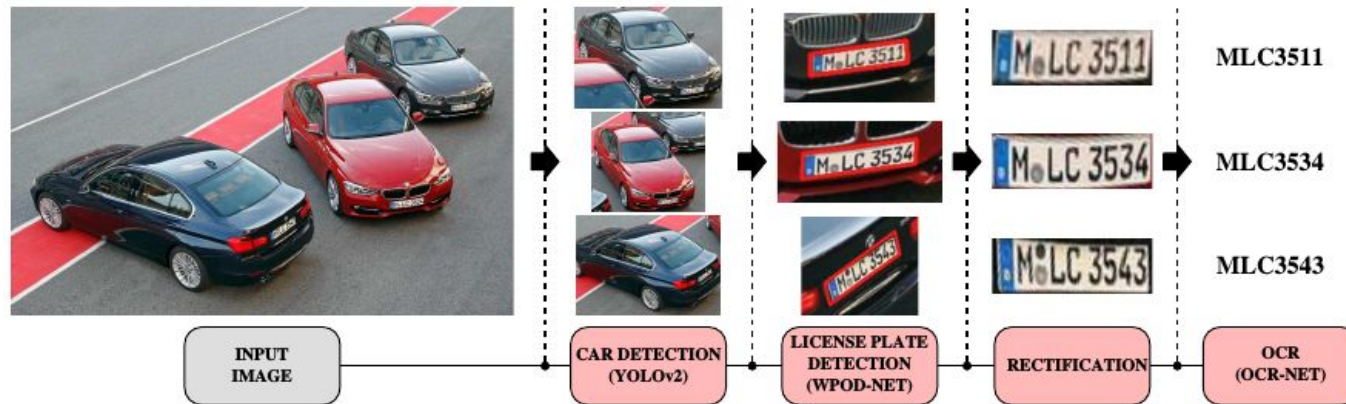 M LC 3511
M LC 3511
MLC3511
M LC 3534
M LC 3534
MLC3534
M LC 3543
M LC 3543
MLC3543
INPUT
IMAGE
CAR DETECTION
(YOLOv2)
LICENSE PLATE
DETECTION
(WPOD-NET)
RECTIFICATION
OCR
(OCR-NET)